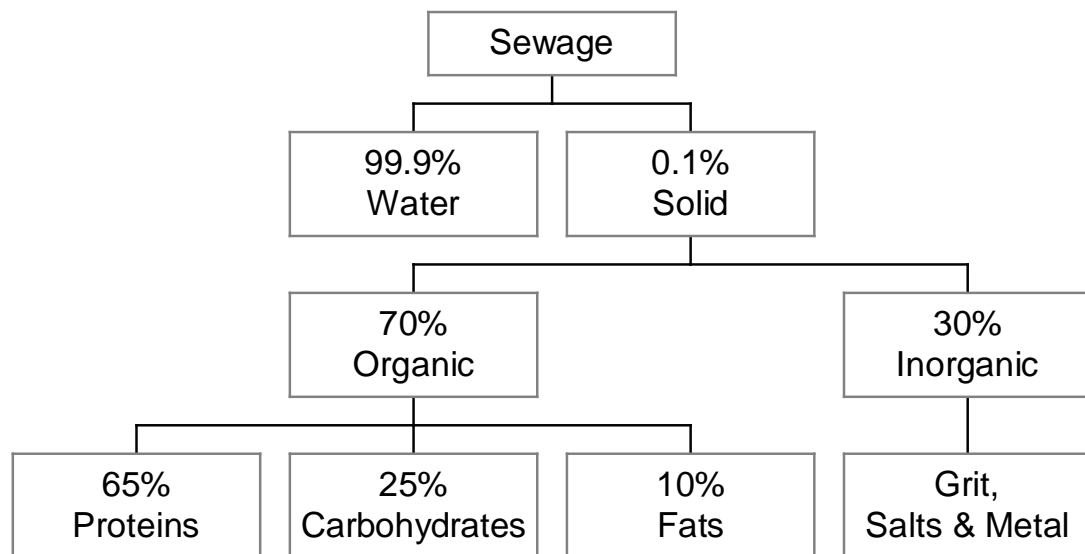 Sewage
99.9%
Water
0.1%
Solid
70%
Organic
30%
Inorganic
65%
Proteins
25%
Carbohydrates
10%
Fats
Grit,
Salts & Metal